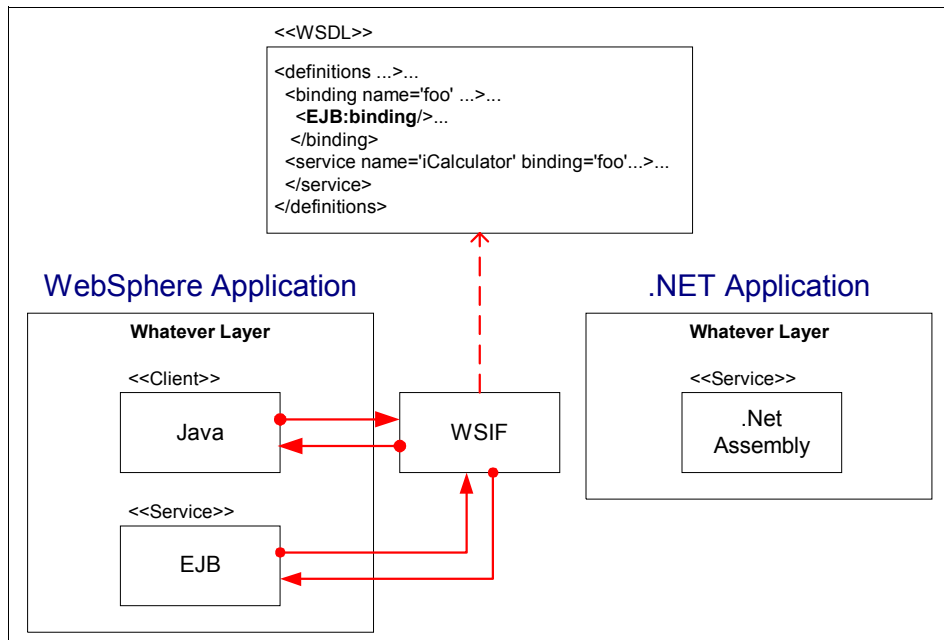 <<WSDL>>
<definitions ...>...
<binding name='foo' ...>...
<EJB:binding/>...
</binding>
<service name='iCalculator' binding='foo'...>...
</service>
</definitions>
WebSphere Application
.NET Application
Whatever Layer
Whatever Layer
<<Client>>
<<Service>>
Java
WSIF
.Net
Assembly
<<Service>>
EJB